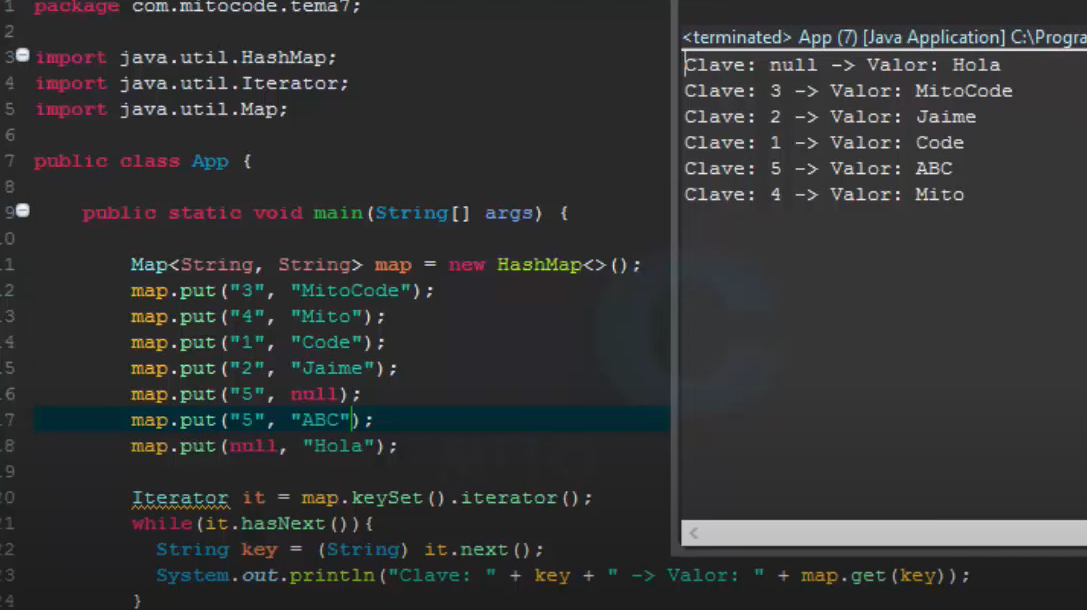 1 package com.mitocode.tema7;
2
3 import java.util.HashMap;
4 import java.util.Iterator;
5 import java.util.Map;
6
7 public class App {
8
9 public static void main(String[] args) {
10
11 Map<String, String> map = new HashMap<>();
12 map.put("3", "MitoCode");
13 map.put("4", "Mito");
14 map.put("1", "Code");
15 map.put("2", "Jaime");
16 map.put("5", null);
17 map.put("5", "ABC");
18 map.put(null, "Hola");
19
20 Iterator it = map.keySet().iterator();
21 while(it.hasNext()){
22 String key = (String) it.next();
23 System.out.println("Clave: " + key + " -> Valor: " + map.get(key));
24 }
<terminated> App (7) [Java Application] C:\Progra
Clave: null -> Valor: Hola
Clave: 3 -> Valor: MitoCode
Clave: 2 -> Valor: Jaime
Clave: 1 -> Valor: Code
Clave: 5 -> Valor: ABC
Clave: 4 -> Valor: Mito